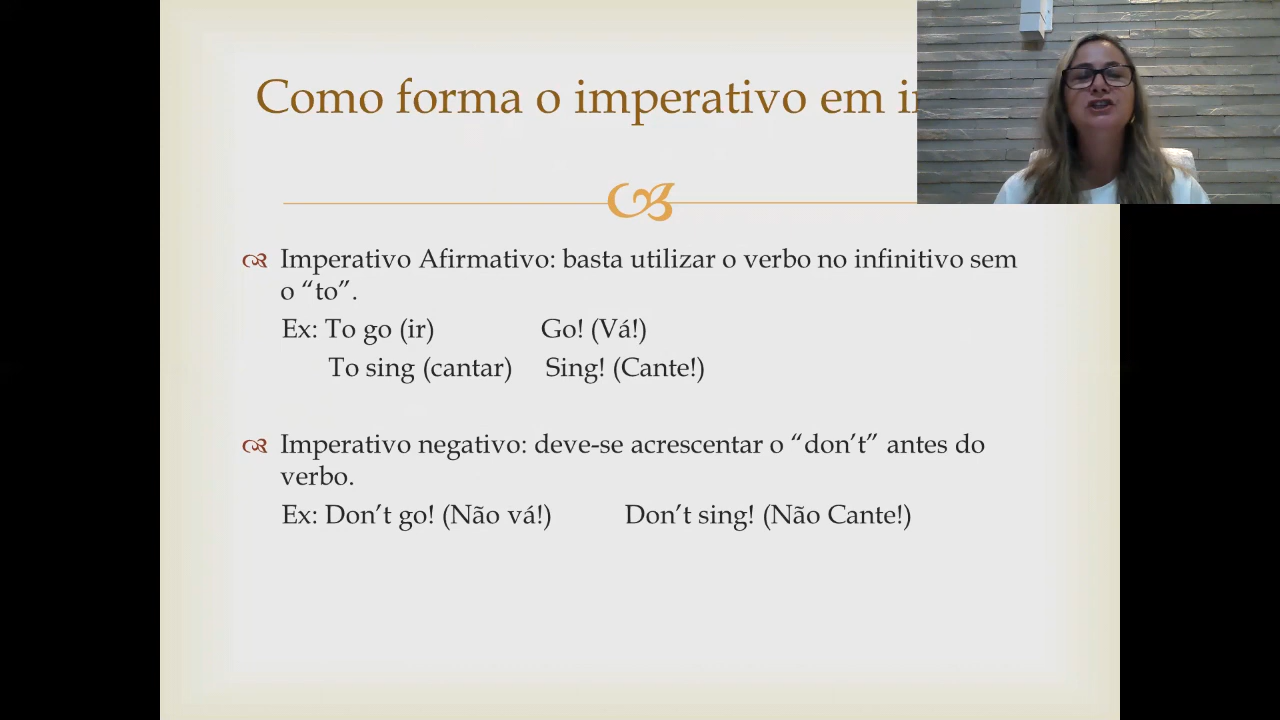 Como forma o imperativo em
Imperativo Afirmativo: basta utilizar o verbo no infinitivo sem
o “to”.
Ex: To go (ir) Go! (Vá!)
To sing (cantar) Sing! (Cante!)
Imperativo negativo: deve-se acrescentar o “don’t” antes do
verbo.
Ex: Don’t go! (Não vá!) Don’t sing! (Não Cante!)